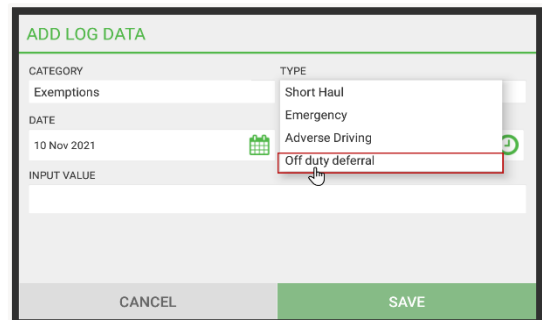 ADD LOG DATA
CATEGORY
TYPE
Exemptions
Short Haul
Emergency
Adverse Driving
Off duty deferral
DATE
10 Nov 2021
INPUT VALUE
CANCEL
SAVE